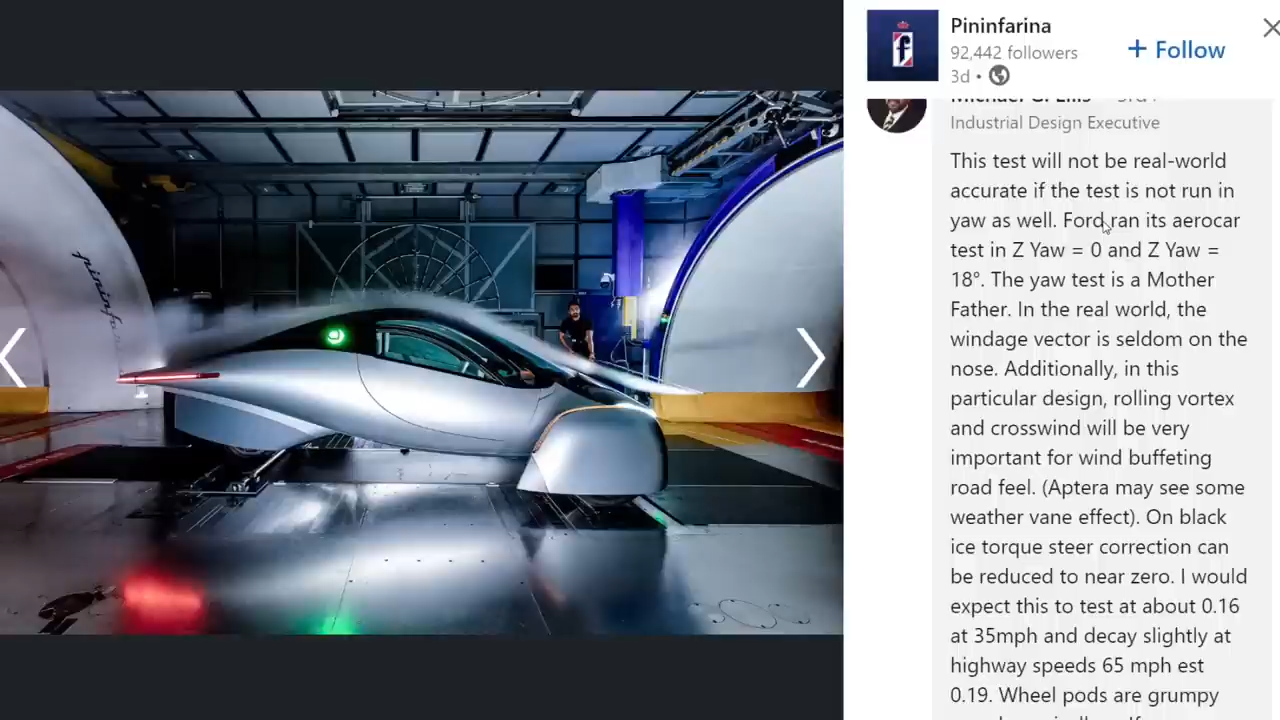 Pininfarina
92,442 followers
3d •
+ Follow
Michael G. Ellis
Industrial Design Executive
This test will not be real-world
accurate if the test is not run in
yaw as well. Ford ran its aerocar
test in Z Yaw = 0 and Z Yaw =
18°. The yaw test is a Mother
Father. In the real world, the
windage vector is seldom on the
nose. Additionally, in this
particular design, rolling vortex
and crosswind will be very
important for wind buffeting
road feel. (Aptera may see some
weather vane effect). On black
ice torque steer correction can
be reduced to near zero. I would
expect this to test at about 0.16
at 35mph and decay slightly at
highway speeds 65 mph est
0.19. Wheel pods are grumpy
pininfa
f